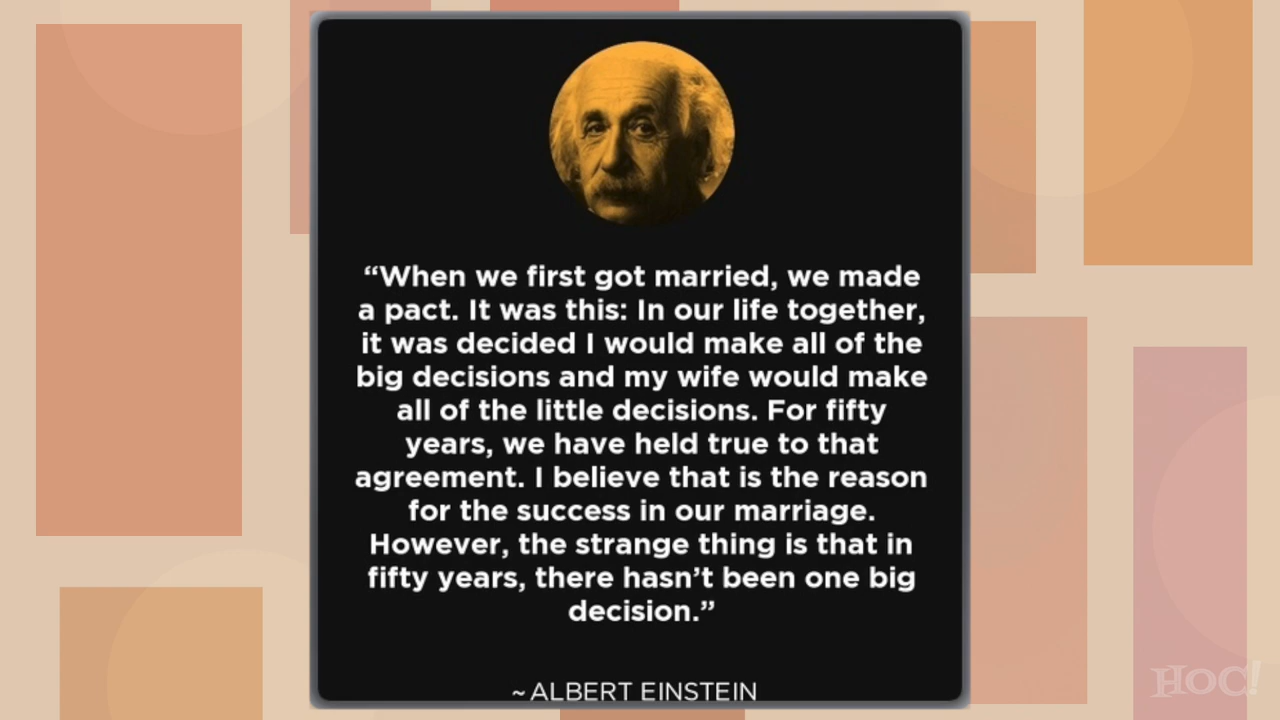 “When we first got married, we made
a pact. It was this: In our life together,
it was decided I would make all of the
big decisions and my wife would make
all of the little decisions. For fifty
years, we have held true to that
agreement. I believe that is the reason
for the success in our marriage.
However, the strange thing is that in
fifty years, there hasn’t been one big
decision.”
~ ALBERT EINSTEIN
HOC!